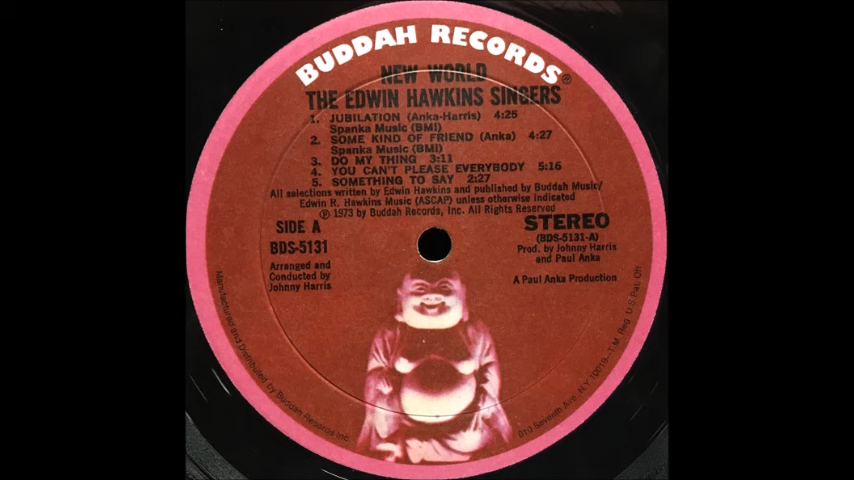 BUDDAH RECORDS®
NEW WORLD
THE EDWIN HAWKINS SINGERS
1. JUBILATION (Anka-Harris) 4:25
Spanka Music (BMI)
2. SOME KIND OF FRIEND (Anka) 4:27
Spanka Music (BMI)
3. DO MY THING 3:11
4. YOU CAN'T PLEASE EVERYBODY 5:16
5. SOMETHING TO SAY 2:27
All selections written by Edwin Hawkins and published by Buddah Music/
Edwin R. Hawkins Music (ASCAP) unless otherwise indicated
℗ 1973 by Buddah Records, Inc. All Rights Reserved
SIDE A
BDS-5131
Arranged and
Conducted by
Johnny Harris
STEREO
(BDS-5131-A)
Prod. by Johnny Harris
and Paul Anka
A Paul Anka Production
Manufactured and Distributed by Buddah Records Inc.
810 Seventh Ave., N.Y. 10019-T.M. Reg. U.S. Pat. Off.